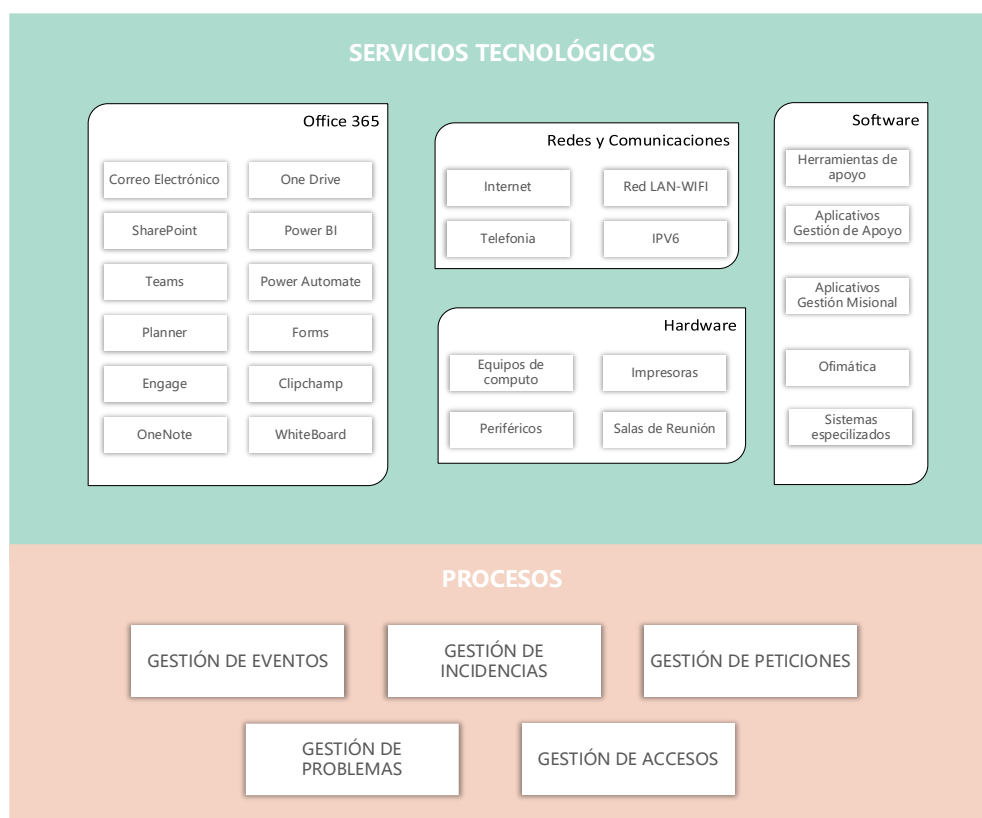 SERVICIOS TECNOLÓGICOS
Office 365
Correo Electrónico
One Drive
SharePoint
Power BI
Teams
Power Automate
Planner
Forms
Engage
Clipchamp
OneNote
WhiteBoard
Redes y Comunicaciones
Internet
Red LAN-WIFI
Telefonia
IPV6
Hardware
Equipos de
computo
Impresoras
Periféricos
Salas de Reunión
Software
Herramientas de
apoyo
Aplicativos
Gestión de Apoyo
Aplicativos
Gestión Misional
Ofimática
Sistemas
especilizados
PROCESOS
GESTIÓN DE EVENTOS
GESTIÓN DE
INCIDENCIAS
GESTIÓN DE PETICIONES
GESTIÓN DE
PROBLEMAS
GESTIÓN DE ACCESOS